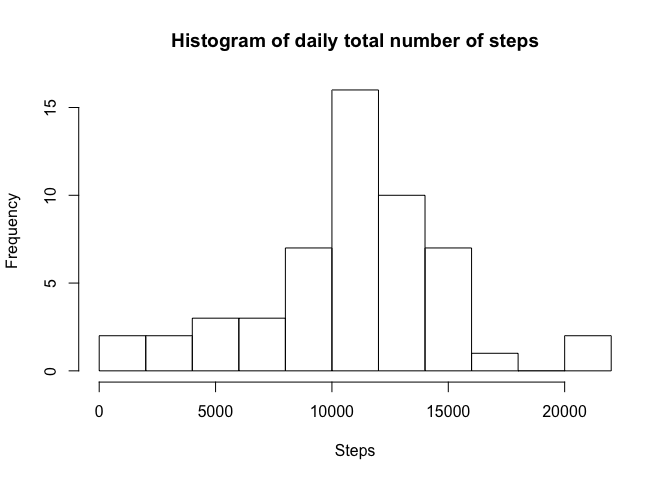 Histogram of daily total number of steps
15
10
5
0
Frequency
0 5000 10000 15000 20000
Steps